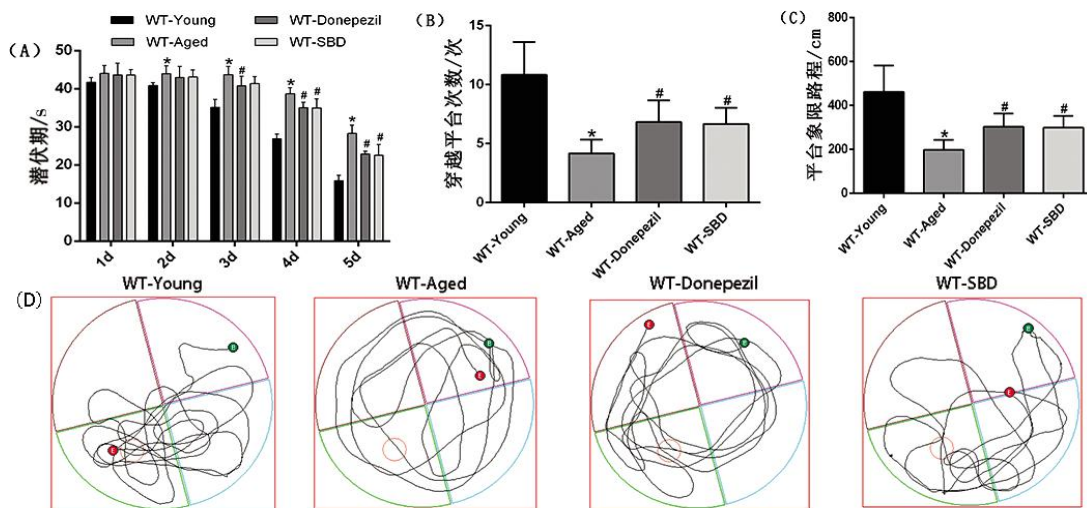 (A)
WT-Young
WT-Donepezil
WT-Aged
WT-SBD
潜伏期/s
50
40
30
20
10
0
*
*
#
*
#
#
*
#
#
1d
2d
3d
4d
5d
(B)
穿越平台次数/次
15
10
5
0
*
#
#
WT-Young
WT-Aged
WT-Donepezil
WT-SBD
(C)
平台象限路程/cm
800
600
400
200
0
*
#
#
WT-Young
WT-Aged
WT-Donepezil
WT-SBD
(D)
WT-Young
WT-Aged
WT-Donepezil
WT-SBD
E
E
E
E